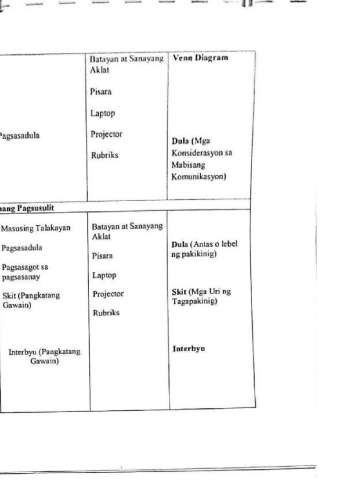 Batayan at Sanayang
Aklat
Pisara
Laptop
Projector
Rubriks
Venn Diagram
Pagsasadula
Dula (Mga
Konsiderasyon sa
Mabisang
Komunikasyon)
Pagsusulit
Masusing Talakayan
Pagsasadula
Pagsasagot sa
pagsasanay
Skit (Pangkatang
Gawain)
Interbyu (Pangkatang
Gawain)
Batayan at Sanayang
Aklat
Pisara
Laptop
Projector
Rubriks
Dula (Antas o lebel
ng pakikinig)
Skit (Mga Uri ng
Tagapakinig)
Interbyu